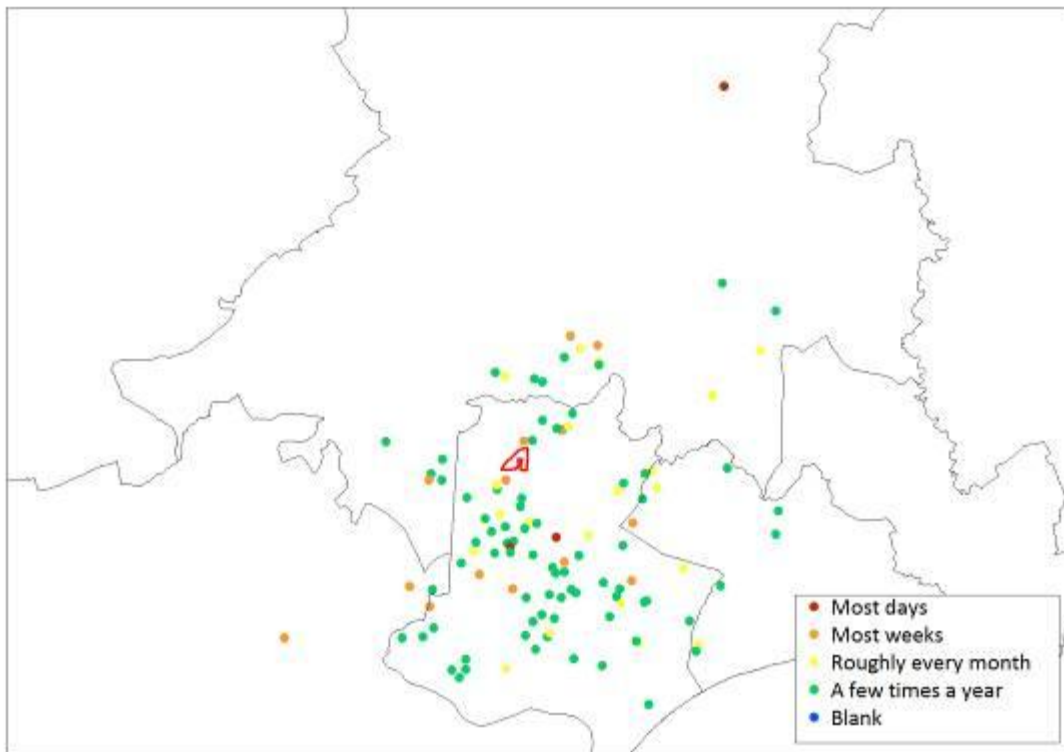 Most days
Most weeks
Roughly every month
A few times a year
Blank